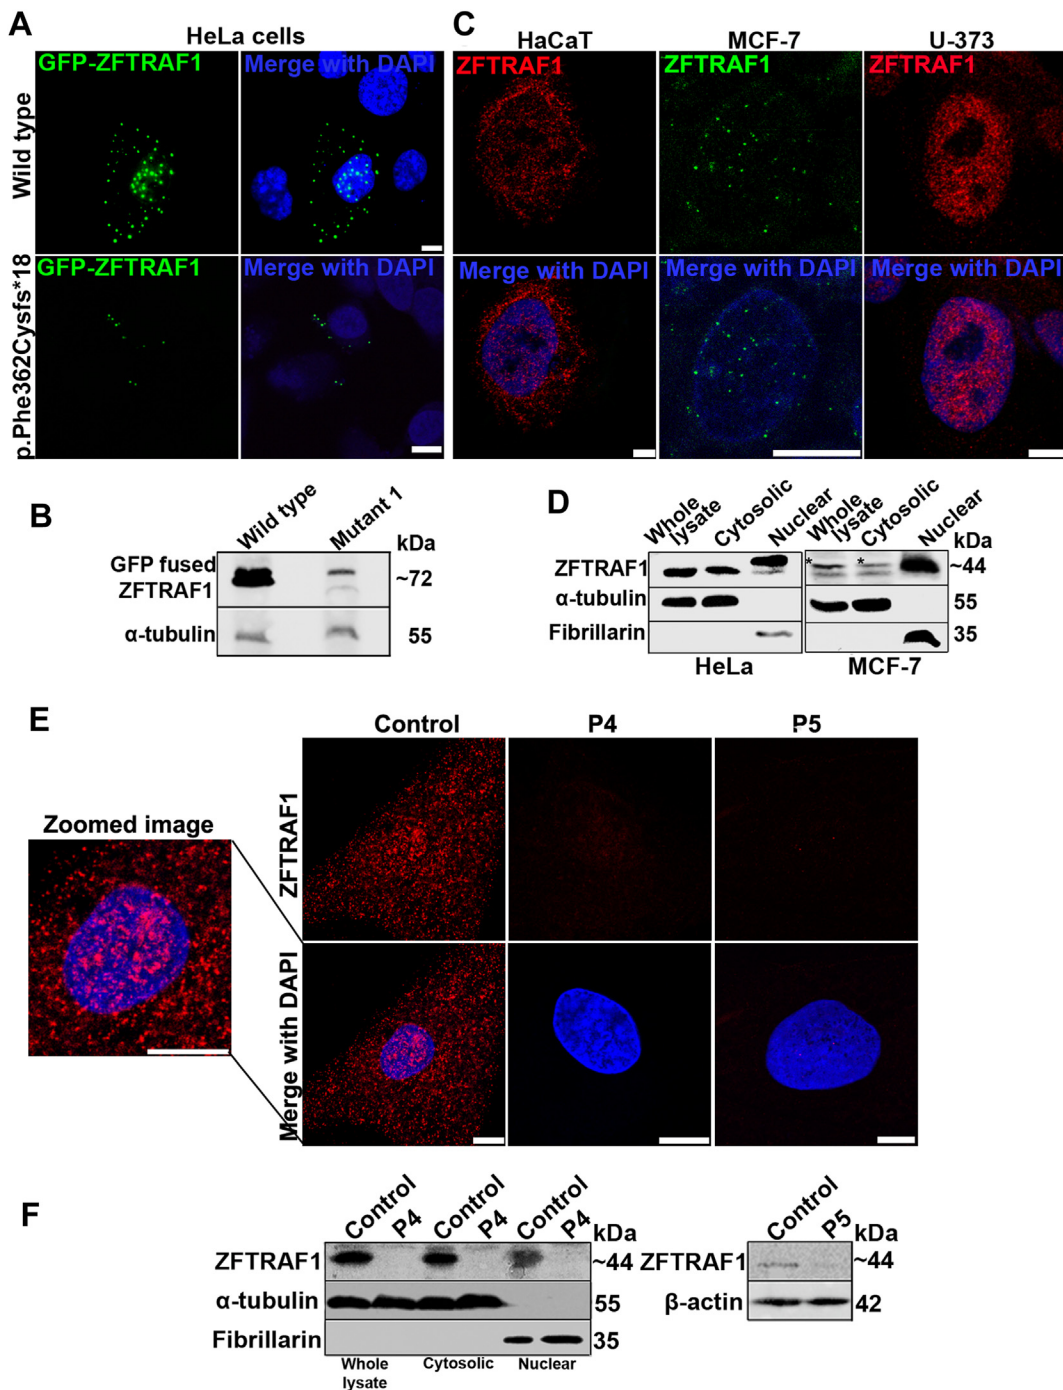 A
HeLa cells
GFP-ZFTRAF1
Merge with DAPI
Wild type
GFP-ZFTRAF1
Merge with DAPI
p.Phe362Cysfs*18
C
HaCaT
MCF-7
U-373
ZFTRAF1
ZFTRAF1
ZFTRAF1
Merge with DAPI
Merge with DAPI
Merge with DAPI
B
Wild type
Mutant 1
kDa
GFP fused
ZFTRAF1
~72
α-tubulin
55
D
Whole
lysate
Cytosolic
Nuclear
Whole
lysate
Cytosolic
Nuclear
kDa
ZFTRAF1
*
*
~44
α-tubulin
55
Fibrillarin
35
HeLa
MCF-7
E
Control
P4
P5
Zoomed image
ZFTRAF1
Merge with DAPI
F
Control
P4
Control
P4
Control
P4
kDa
ZFTRAF1
~44
α-tubulin
55
Fibrillarin
35
Whole
lysate
Cytosolic
Nuclear
Control
P5
kDa
ZFTRAF1
~44
β-actin
42